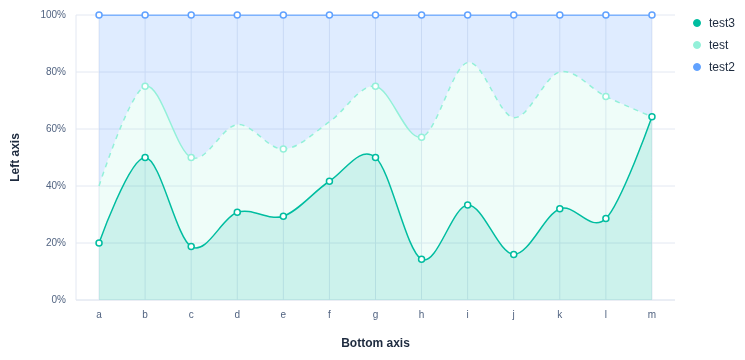 100%
80%
60%
40%
20%
0%
Left axis
a b c d e f g h i j k l m
Bottom axis
test3
test
test2